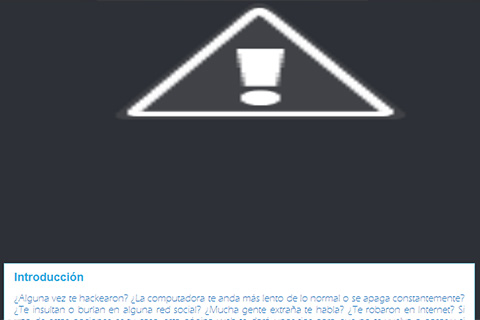 Introducción
¿Alguna vez te hackearon? ¿La computadora te anda más lento de lo normal o se apaga constantemente?
¿Te insultan o burlan en alguna red social? ¿Mucha gente extraña te habla? ¿Te robaron en internet? Si